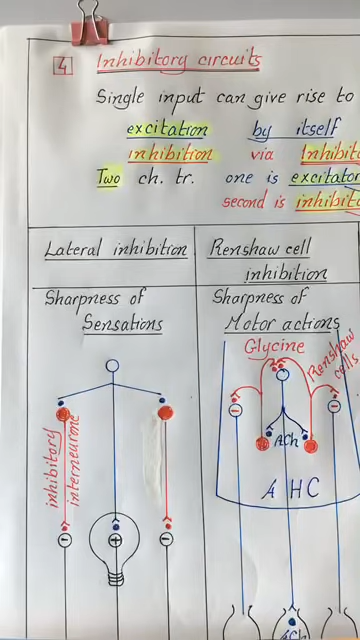 4 Inhibitory circuits
Single input can give rise to
excitation by itself
inhibition via
Two ch. tr. one is
second is
Lateral inhibition
Sharpness of
Sensations
inhibitory
interneurone
- + -
Renshaw cell
inhibition
Sharpness of
Motor actions
Glycine
Renshaw
cells
- -
ACh
AHC
ACh